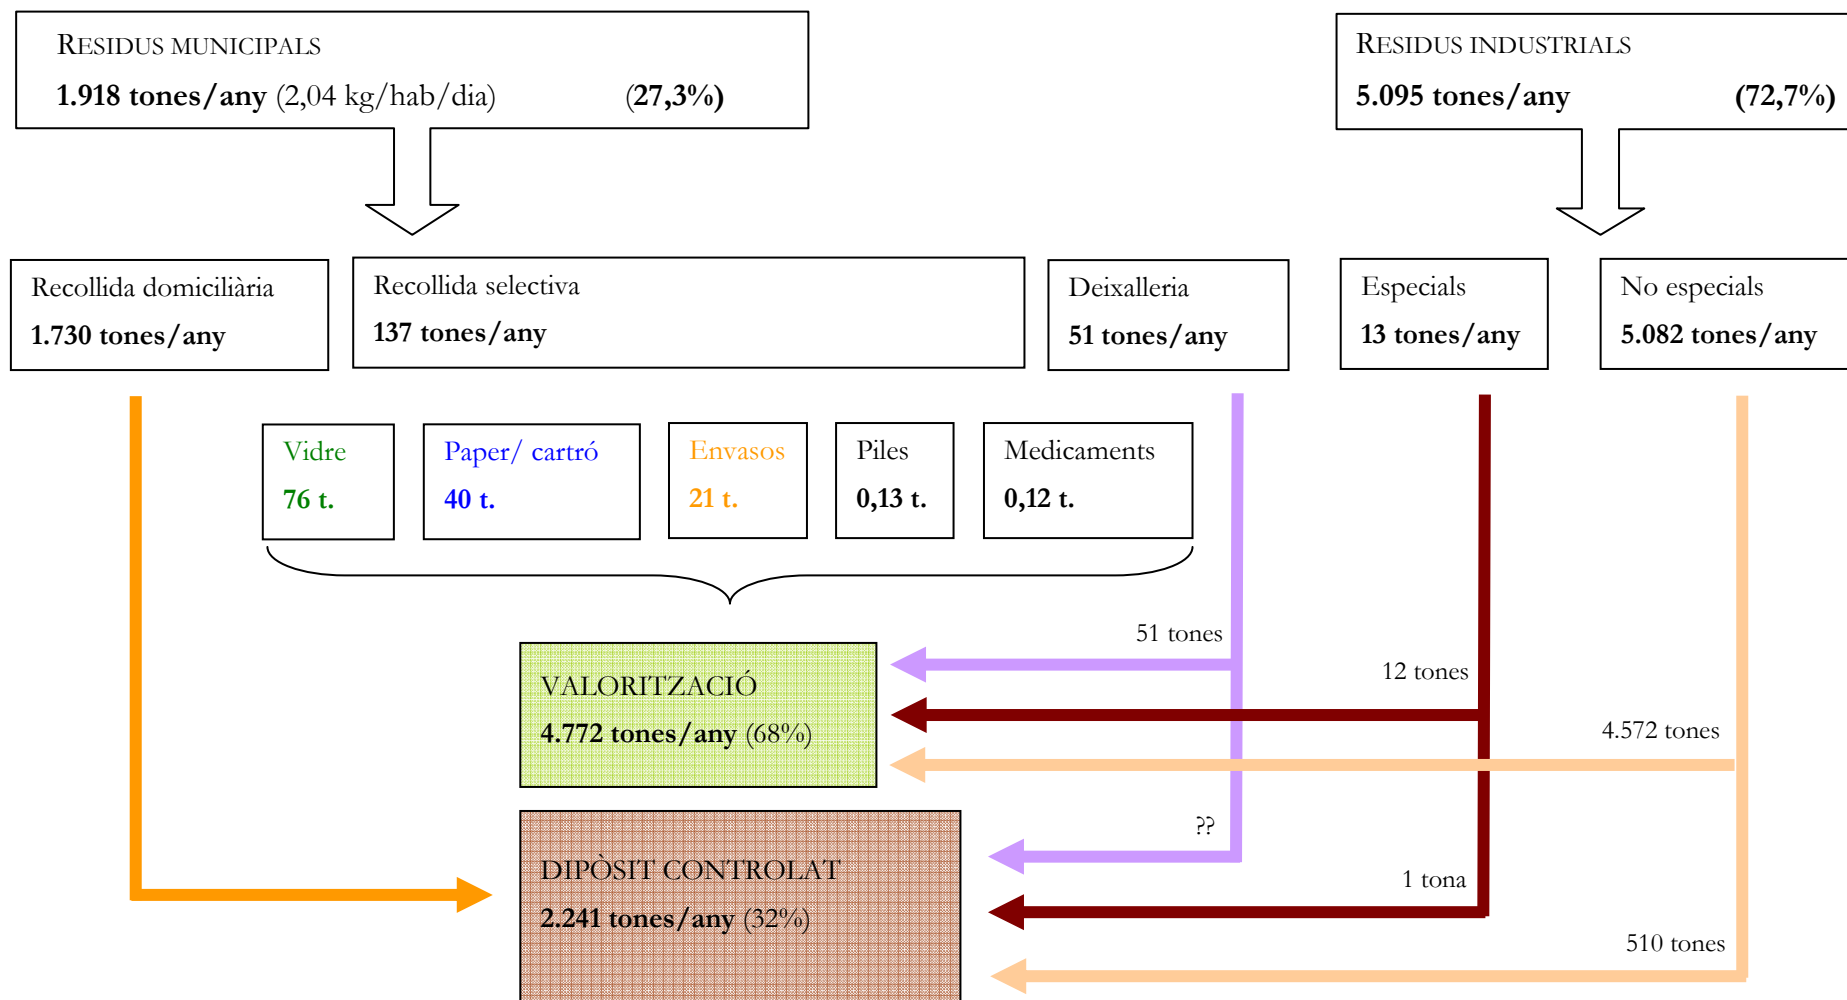 RESIDUS MUNICIPALS
1.918 tones/any (2,04 kg/hab/dia) (27,3%)
RESIDUS INDUSTRIALS
5.095 tones/any (72,7%)
Recollida domiciliària
1.730 tones/any
Recollida selectiva
137 tones/any
Deixalleria
51 tones/any
Especials
13 tones/any
No especials
5.082 tones/any
Vidre
76 t.
Paper/ cartró
40 t.
Envasos
21 t.
Piles
0,13 t.
Medicaments
0,12 t.
51 tones
12 tones
4.572 tones
VALORITZACIÓ
4.772 tones/any (68%)
??
1 tona
510 tones
DIPÒSIT CONTROLAT
2.241 tones/any (32%)